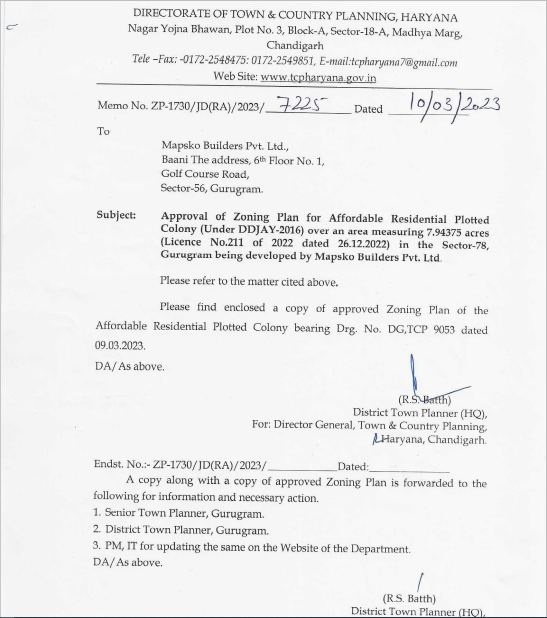 DIRECTORATE OF TOWN & COUNTRY PLANNING, HARYANA
Nagar Yojna Bhawan, Plot No. 3, Block-A, Sector-18-A, Madhya Marg,
Chandigarh
Tele –Fax: -0172-2548475: 0172-2549851, E-mail:tcpharyana7@gmail.com
Web Site: www.tcpharyana.gov.in
Memo No. ZP-1730/JD(RA)/2023/ 7225 Dated 10/03/2023
To
Mapsko Builders Pvt. Ltd.,
Baani The address, 6th Floor No. 1,
Golf Course Road,
Sector-56, Gurugram.
Subject: Approval of Zoning Plan for Affordable Residential Plotted
Colony (Under DDJAY-2016) over an area measuring 7.94375 acres
(Licence No.211 of 2022 dated 26.12.2022) in the Sector-78,
Gurugram being developed by Mapsko Builders Pvt. Ltd.
Please refer to the matter cited above.
Please find enclosed a copy of approved Zoning Plan of the
Affordable Residential Plotted Colony bearing Drg. No. DG,TCP 9053 dated
09.03.2023.
DA/As above.
(R.S. Batth)
District Town Planner (HQ),
For: Director General, Town & Country Planning,
Haryana, Chandigarh.
Endst. No.:- ZP-1730/JD(RA)/2023/____________Dated:______________
A copy along with a copy of approved Zoning Plan is forwarded to the
following for information and necessary action.
1. Senior Town Planner, Gurugram.
2. District Town Planner, Gurugram.
3. PM, IT for updating the same on the Website of the Department.
DA/As above.
(R.S. Batth)
District Town Planner (HQ),